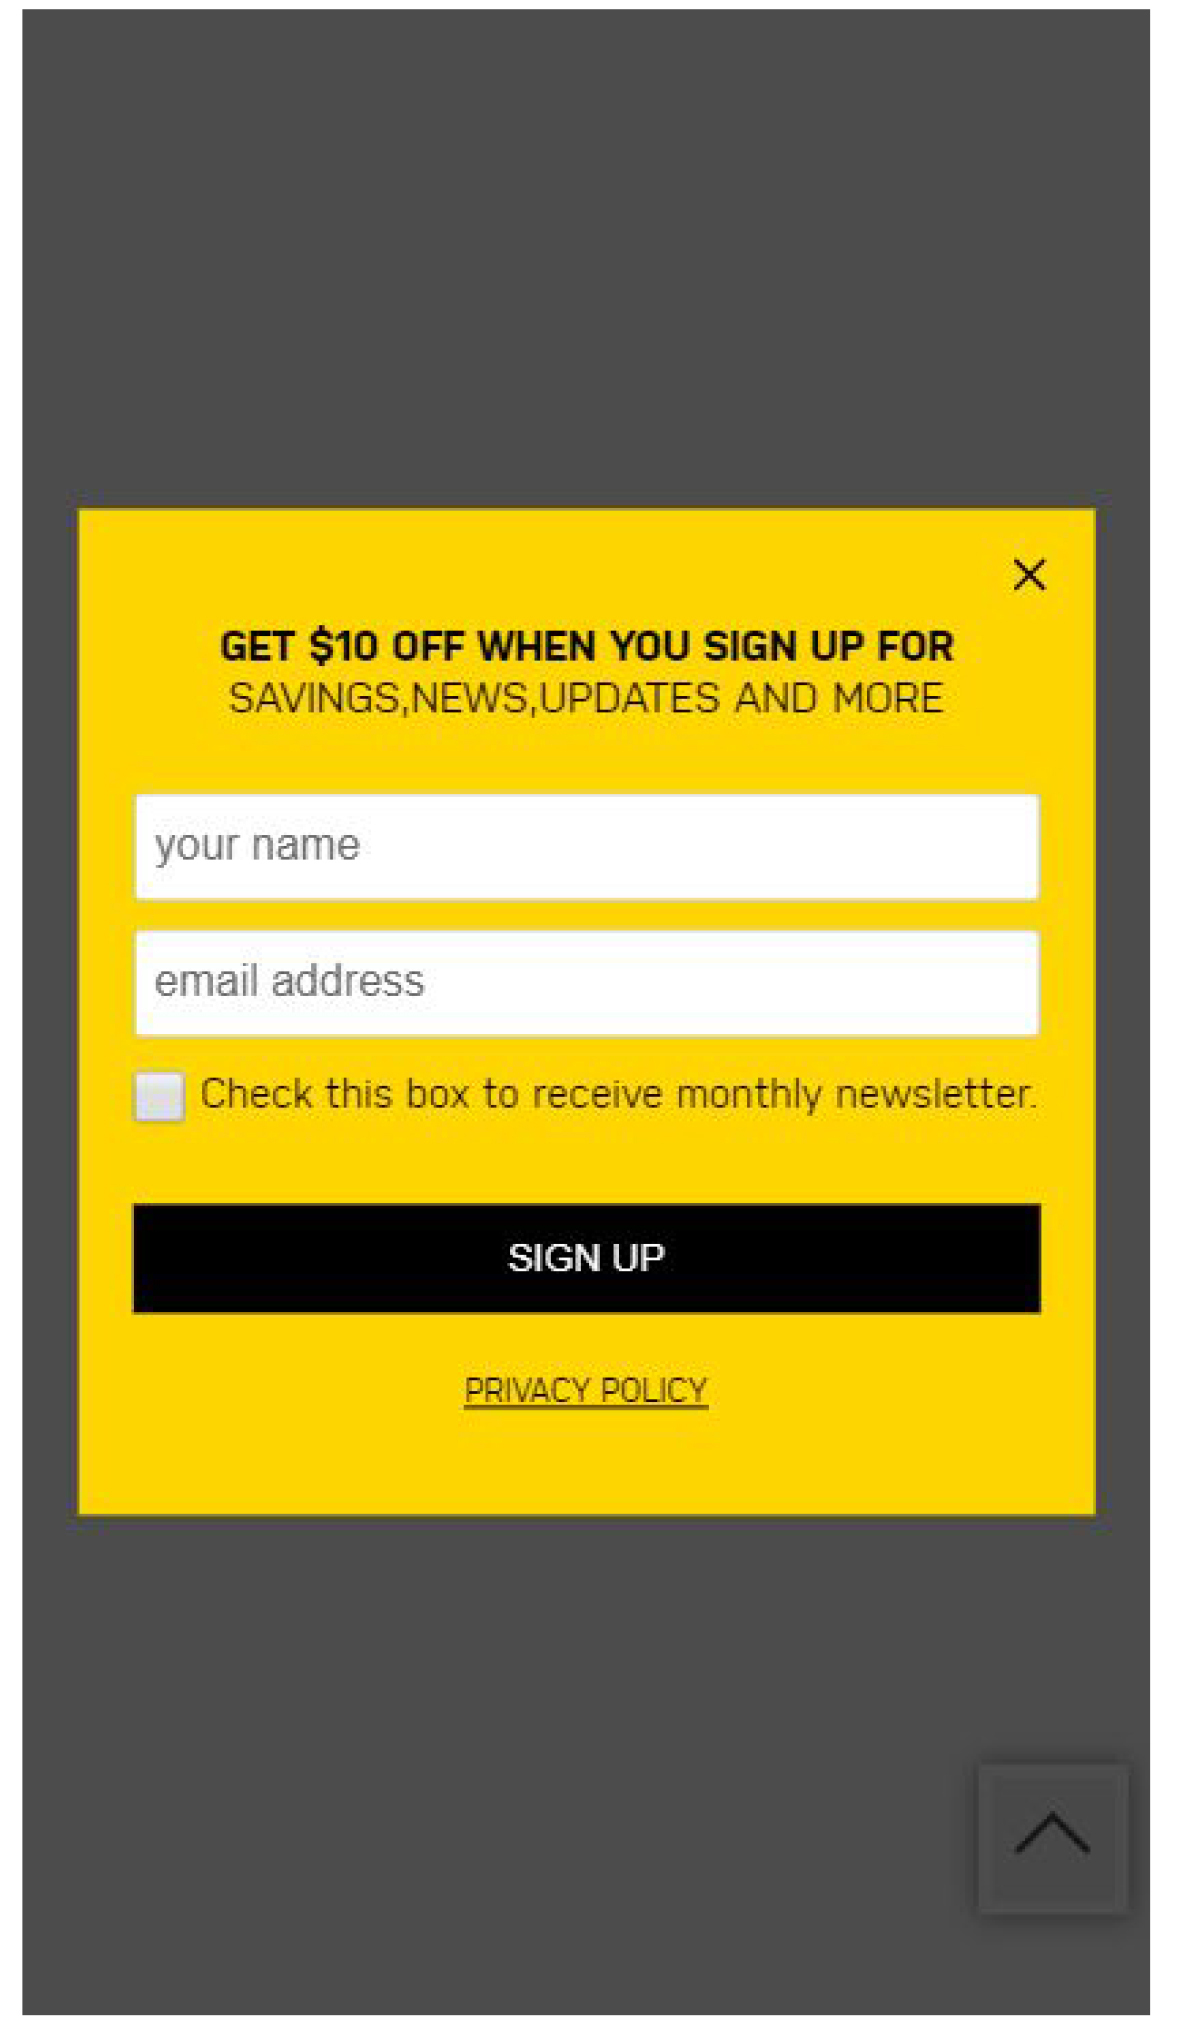 GET $10 OFF WHEN YOU SIGN UP FOR
SAVINGS,NEWS,UPDATES AND MORE
your name
email address
Check this box to receive monthly newsletter.
SIGN UP
PRIVACY POLICY